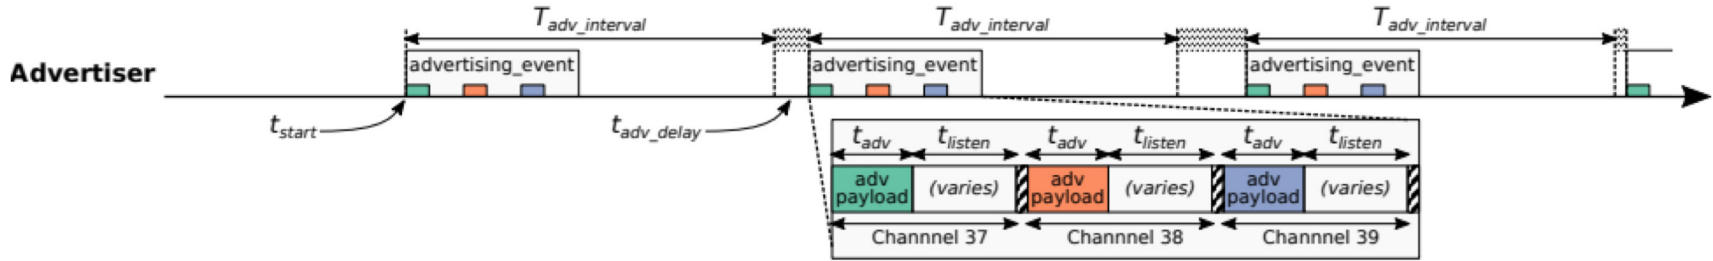 T_adv_interval T_adv_interval T_adv_interval
Advertiser
advertising_event advertising_event advertising_event
t_start t_adv_delay
t_adv t_listen t_adv t_listen t_adv t_listen
adv payload (varies) adv payload (varies) adv payload (varies)
Channnel 37 Channnel 38 Channnel 39